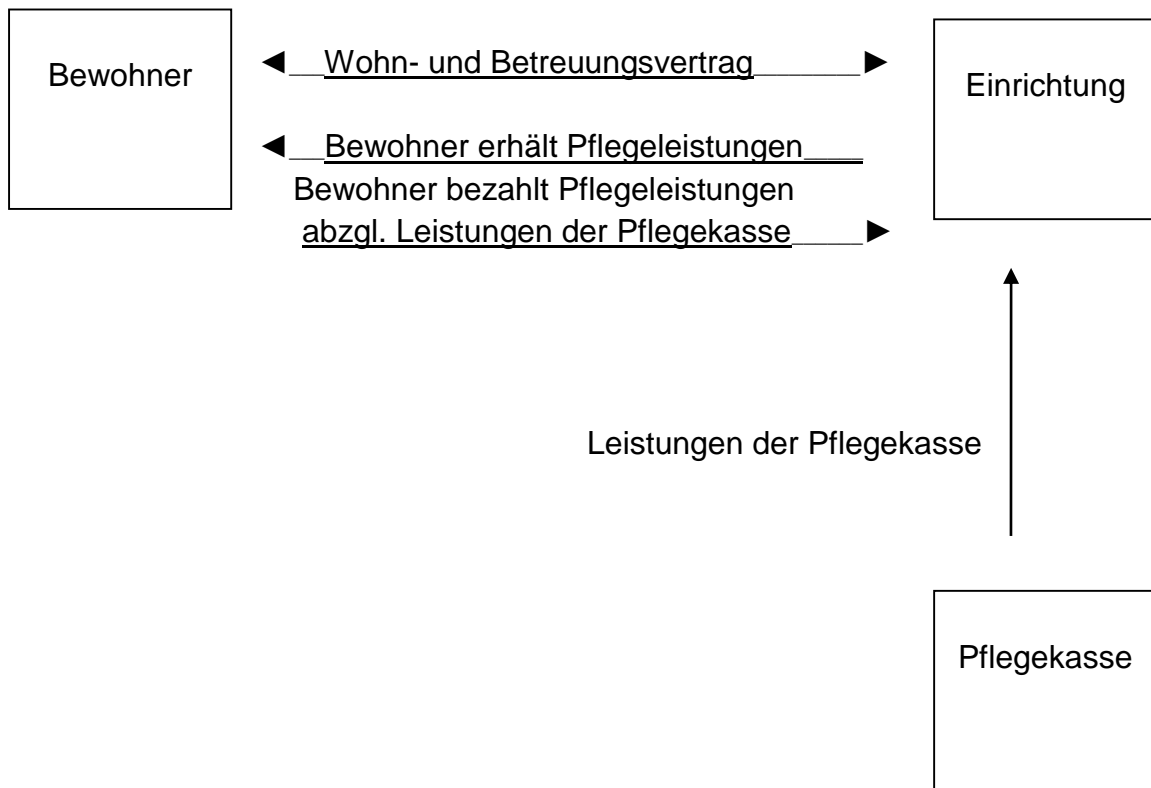 Bewohner
Wohn- und Betreuungsvertrag
Einrichtung
Bewohner erhält Pflegeleistungen
Bewohner bezahlt Pflegeleistungen
abzgl. Leistungen der Pflegekasse
Leistungen der Pflegekasse
Pflegekasse